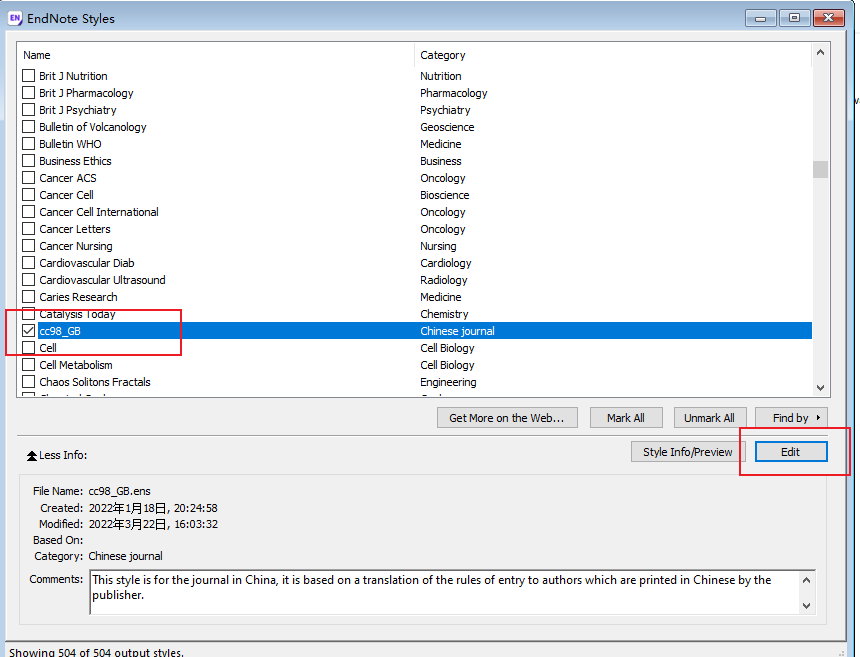 EN EndNote Styles
Name Category
Brit J Nutrition Nutrition
Brit J Pharmacology Pharmacology
Brit J Psychiatry Psychiatry
Bulletin of Volcanology Geoscience
Bulletin WHO Medicine
Business Ethics Business
Cancer ACS Oncology
Cancer Cell Bioscience
Cancer Cell International Oncology
Cancer Letters Oncology
Cancer Nursing Nursing
Cardiovascular Diab Cardiology
Cardiovascular Ultrasound Radiology
Caries Research Medicine
Catalysis Today Chemistry
cc98_GB Chinese journal
Cell Cell Biology
Cell Metabolism Cell Biology
Chaos Solitons Fractals Engineering
Get More on the Web... Mark All Unmark All Find by
Less Info: Style Info/Preview Edit
File Name: cc98_GB.ens
Created: 2022年1月18日, 20:24:58
Modified: 2022年3月22日, 16:03:32
Based On:
Category: Chinese journal
Comments: This style is for the journal in China, it is based on a translation of the rules of entry to authors which are printed in Chinese by the
publisher.
Showing 504 of 504 output styles.